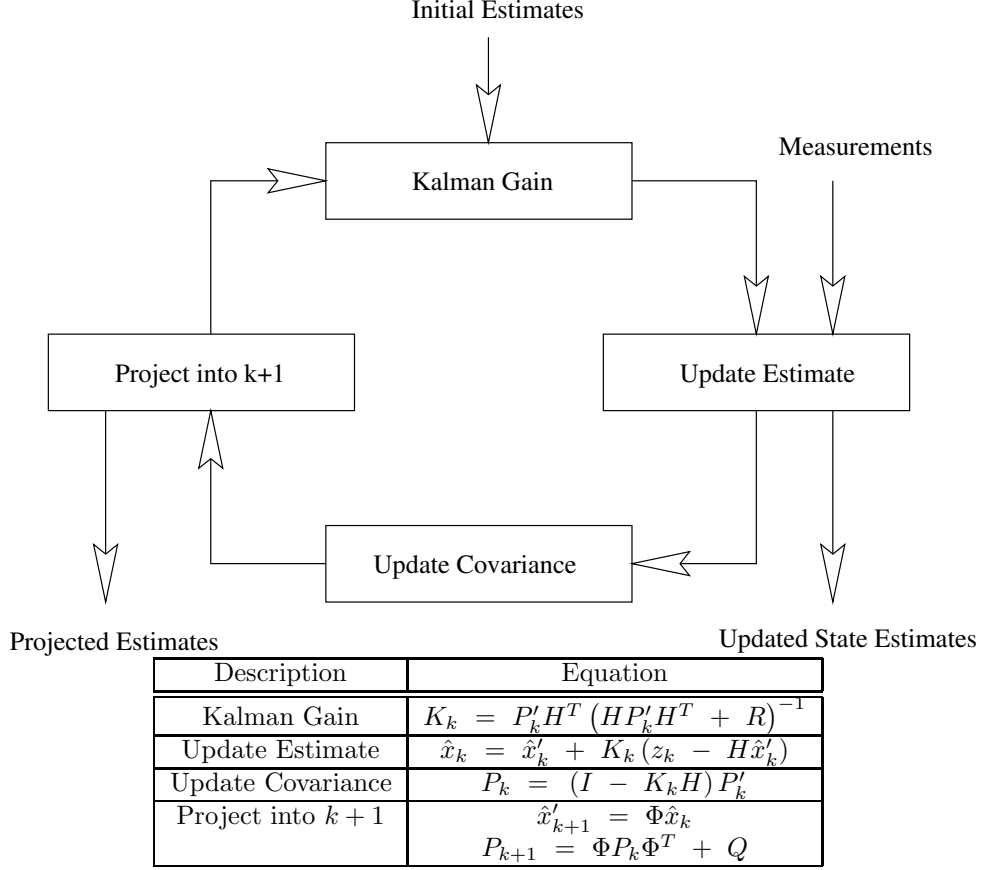 Initial Estimates
Measurements
Kalman Gain
Project into k+1
Update Estimate
Update Covariance
Projected Estimates
Updated State Estimates
Description Equation
Kalman Gain K_k = P'_k H^T (H P'_k H^T + R)^{-1}
Update Estimate x̂_k = x̂'_k + K_k (z_k − H x̂'_k)
Update Covariance P_k = (I − K_k H) P'_k
Project into k + 1 x̂'_{k+1} = Φ x̂_k
P_{k+1} = Φ P_k Φ^T + Q